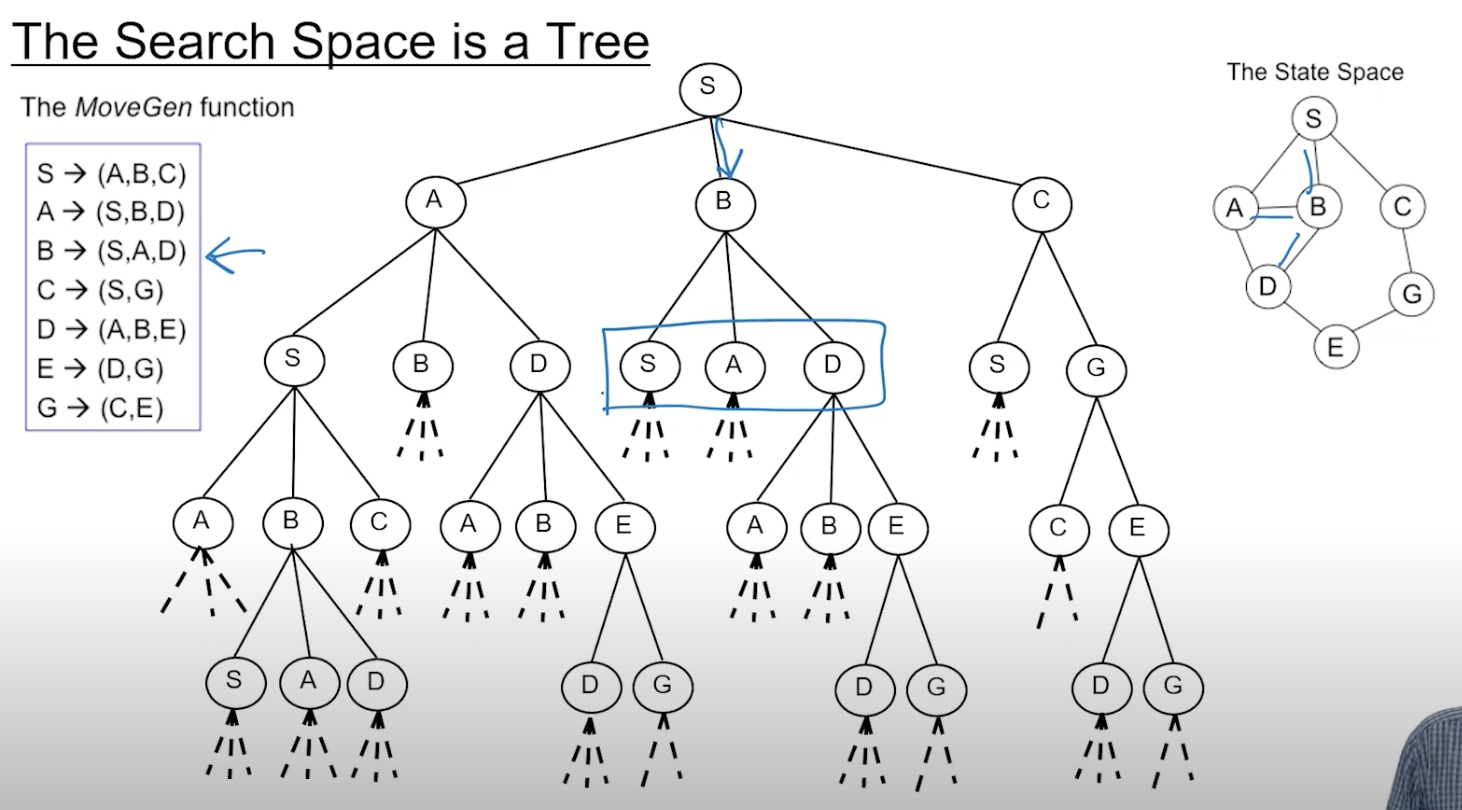 The Search Space is a Tree
The MoveGen function
S → (A,B,C)
A → (S,B,D)
B → (S,A,D)
C → (S,G)
D → (A,B,E)
E → (D,G)
G → (C,E)
S
A B C
S B D S A D S G
A B C A B E A B E C E
S A D D G D G D G
The State Space
S
A B C
D G
E